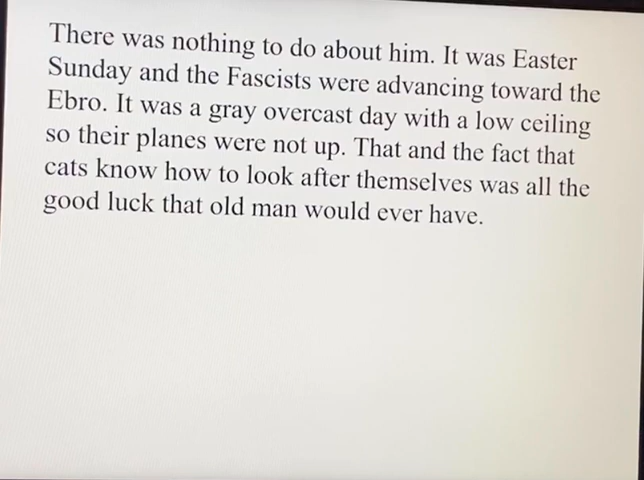 There was nothing to do about him. It was Easter
Sunday and the Fascists were advancing toward the
Ebro. It was a gray overcast day with a low ceiling
so their planes were not up. That and the fact that
cats know how to look after themselves was all the
good luck that old man would ever have.